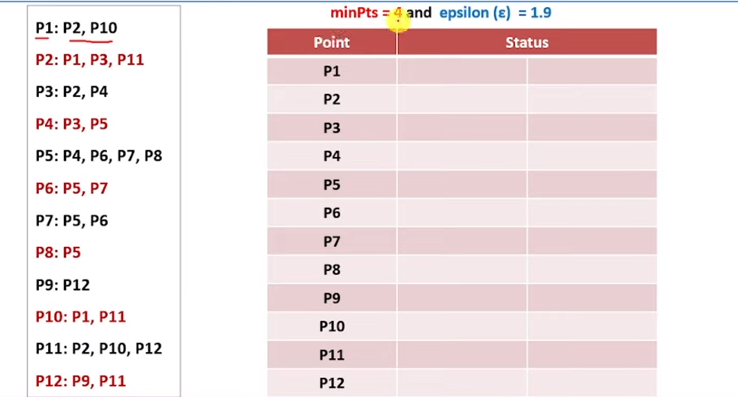 P1: P2, P10
P2: P1, P3, P11
P3: P2, P4
P4: P3, P5
P5: P4, P6, P7, P8
P6: P5, P7
P7: P5, P6
P8: P5
P9: P12
P10: P1, P11
P11: P2, P10, P12
P12: P9, P11
minPts = 4 and epsilon (ε) = 1.9
Point Status
P1
P2
P3
P4
P5
P6
P7
P8
P9
P10
P11
P12